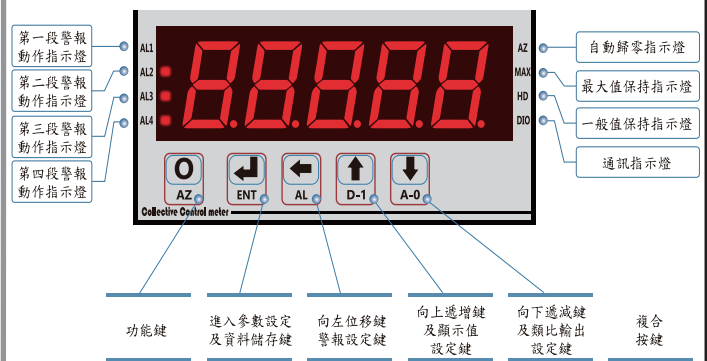 第一段警報
動作指示燈
第二段警報
動作指示燈
第三段警報
動作指示燈
第四段警報
動作指示燈
AL1
AL2
AL3
AL4
88888
AZ
MAX
HD
DIO
自動歸零指示燈
最大值保持指示燈
一般值保持指示燈
通訊指示燈
O
AZ
ENT
AL
D-1
A-0
Collective Control meter
功能鍵
進入參數設定
及資料儲存鍵
向左位移鍵
警報設定鍵
向上遞增鍵
及顯示值
設定鍵
向下遞減鍵
及類比輸出
設定鍵
複合
按鍵